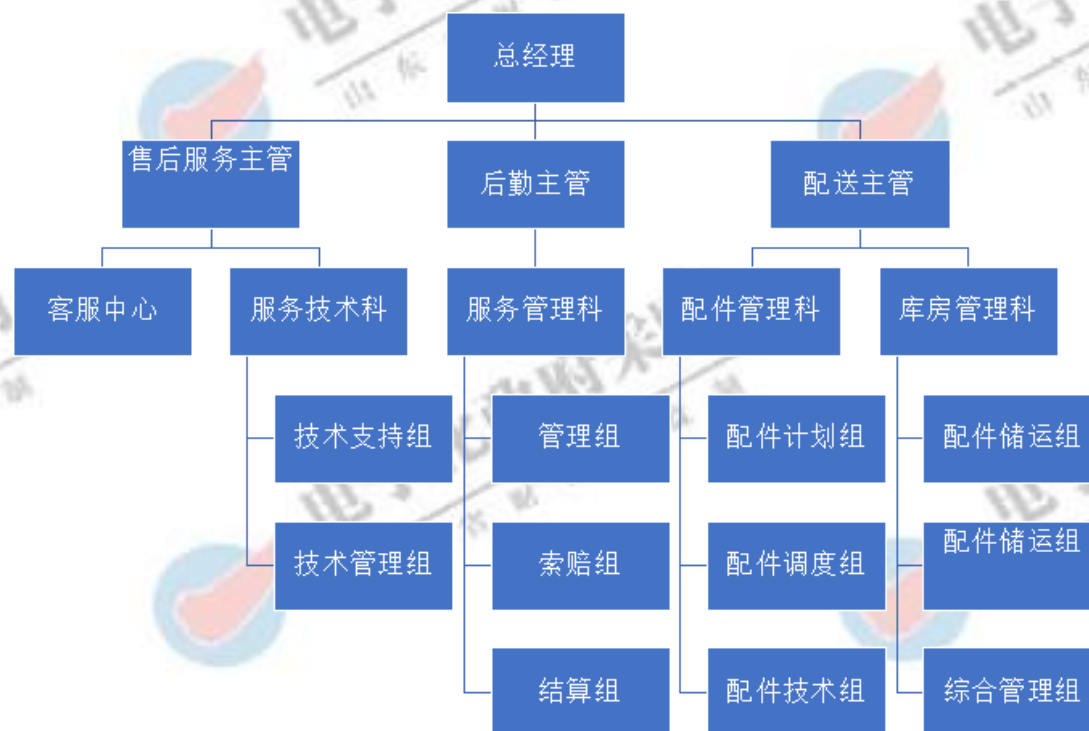 总经理
售后服务主管
后勤主管
配送主管
客服中心
服务技术科
服务管理科
配件管理科
库房管理科
技术支持组
管理组
配件计划组
配件储运组
技术管理组
索赔组
配件调度组
配件储运组
结算组
配件技术组
综合管理组